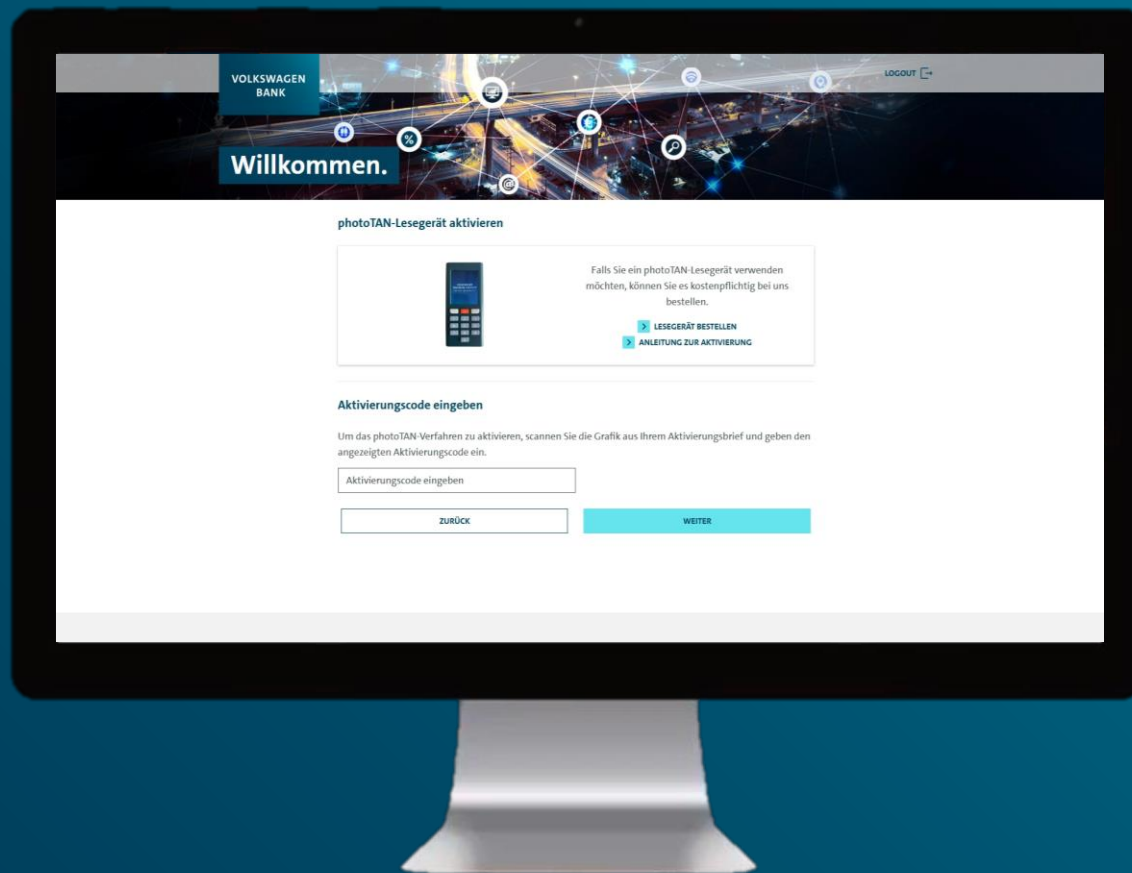 VOLKSWAGEN
BANK
LOGOUT
Willkommen.
photoTAN-Lesegerät aktivieren
Falls Sie ein photoTAN-Lesegerät verwenden
möchten, können Sie es kostenpflichtig bei uns
bestellen.
LESEGERÄT BESTELLEN
ANLEITUNG ZUR AKTIVIERUNG
Aktivierungscode eingeben
Um das photoTAN-Verfahren zu aktivieren, scannen Sie die Grafik aus Ihrem Aktivierungsbrief und geben den
angezeigten Aktivierungscode ein.
Aktivierungscode eingeben
ZURÜCK
WEITER